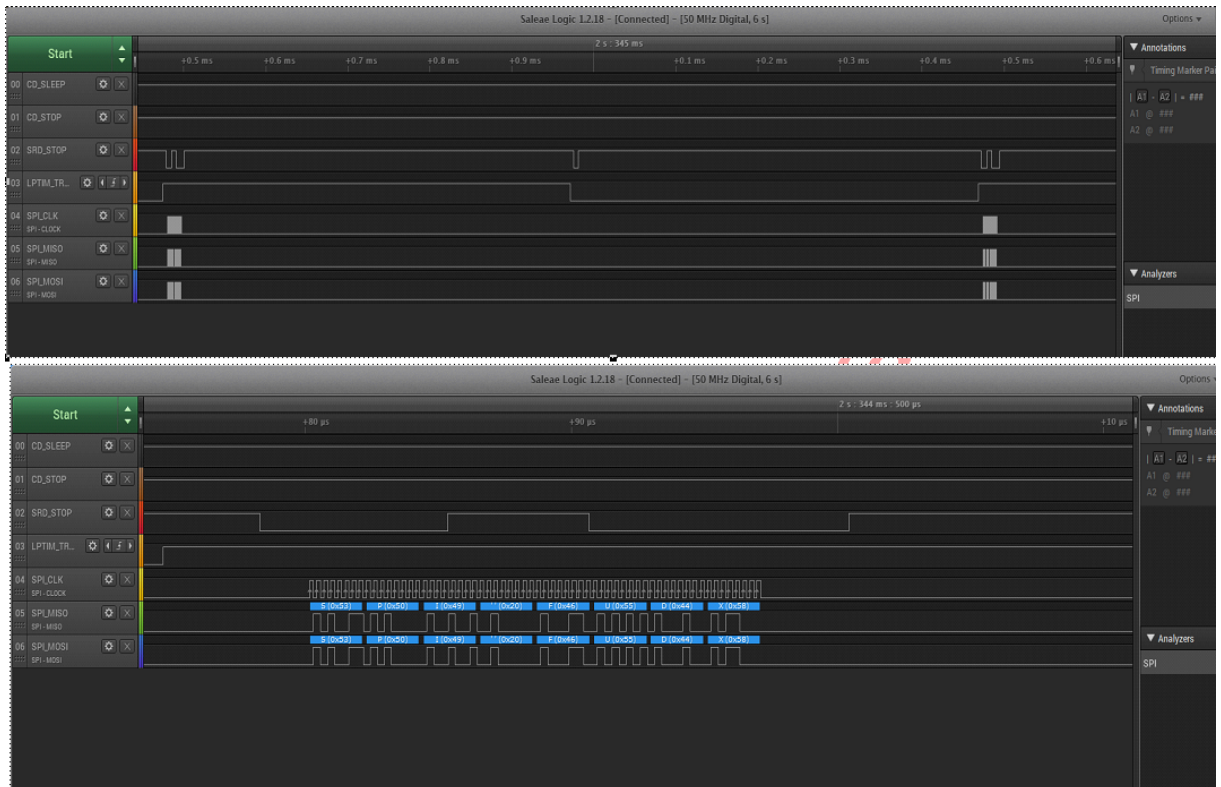 Saleae Logic 1.2.18 - [Connected] - [50 MHz Digital, 6 s]
Options
Start
2 s : 345 ms
+0.5 ms +0.6 ms +0.7 ms +0.8 ms +0.9 ms +0.1 ms +0.2 ms +0.3 ms +0.4 ms +0.5 ms +0.6 ms
Annotations
Timing Marker Pai
| A1 - A2 | = ###
A1 @ ###
A2 @ ###
00 CD_SLEEP
01 CD_STOP
02 SRD_STOP
03 LPTIM_TR...
04 SPI_CLK
SPI - CLOCK
05 SPI_MISO
SPI - MISO
06 SPI_MOSI
SPI - MOSI
Analyzers
SPI
Saleae Logic 1.2.18 - [Connected] - [50 MHz Digital, 6 s]
Options
Start
2 s : 344 ms : 500 µs
+80 µs +90 µs +10 µs
Annotations
Timing Marke
| A1 - A2 | = ##
A1 @ ###
A2 @ ###
00 CD_SLEEP
01 CD_STOP
02 SRD_STOP
03 LPTIM_TR...
04 SPI_CLK
SPI - CLOCK
05 SPI_MISO
SPI - MISO
S (0x53) P (0x50) I (0x49) ' ' (0x20) F (0x46) U (0x55) D (0x44) X (0x58)
06 SPI_MOSI
SPI - MOSI
S (0x53) P (0x50) I (0x49) ' ' (0x20) F (0x46) U (0x55) D (0x44) X (0x58)
Analyzers
SPI